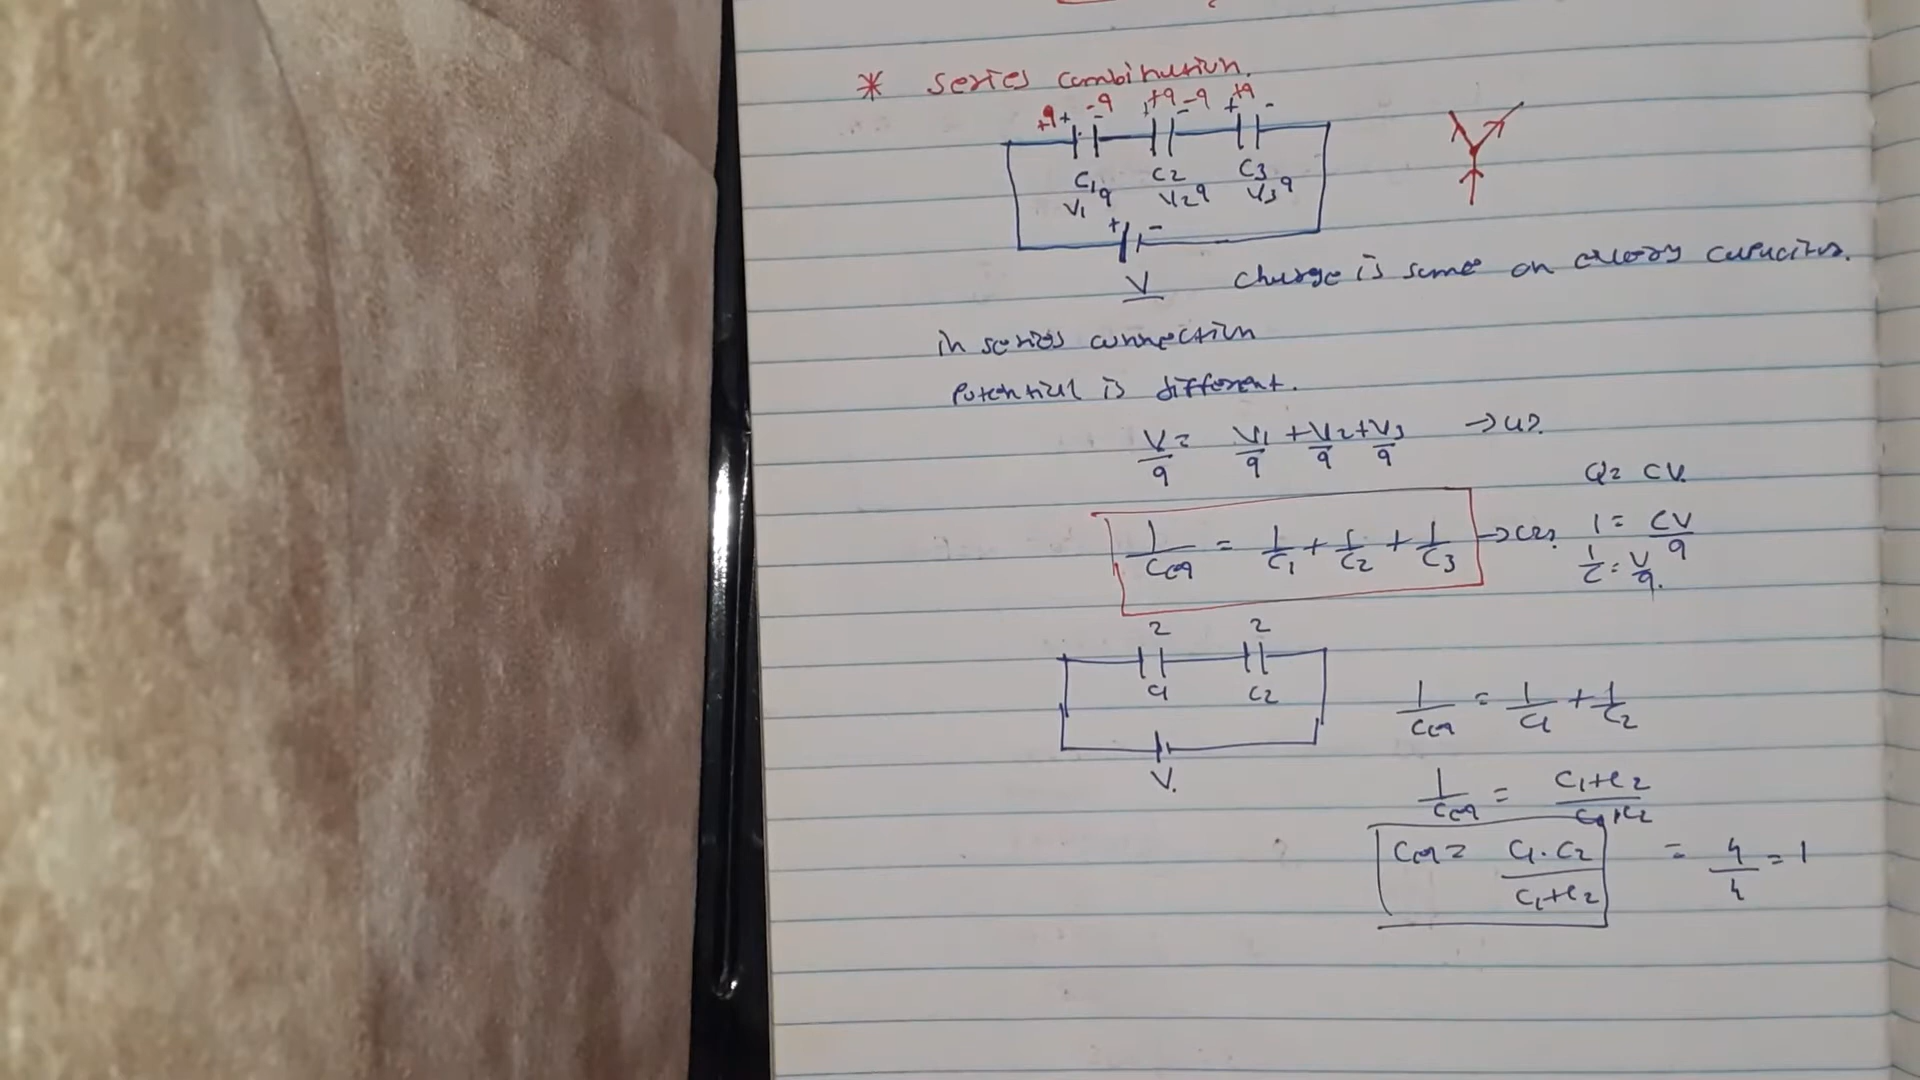 * Series combination.
+q+ -q +q -q +q -
C1 C2 C3
V1 q V2 q V3 q
+ -
V charge is same on every capacitor.
in series connection
Potential is different.
V/q = V1/q + V2/q + V3/q
Q = CV
1/Ceq = 1/C1 + 1/C2 + 1/C3
1 = CV/q
1/C = V/q.
2 2
C1 C2
V.
1/Ceq = 1/C1 + 1/C2
1/Ceq = C1+C2/C1·C2
Ceq = C1·C2/C1+C2 = 4/4 = 1